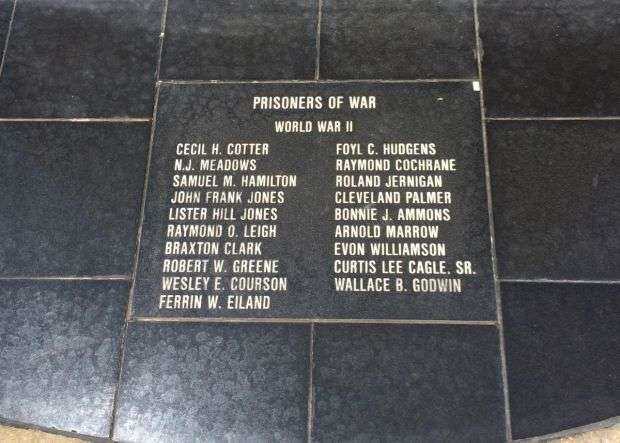 PRISONERS OF WAR
WORLD WAR II
CECIL H. COTTER
N.J. MEADOWS
SAMUEL M. HAMILTON
JOHN FRANK JONES
LISTER HILL JONES
RAYMOND O. LEIGH
BRAXTON CLARK
ROBERT W. GREENE
WESLEY E. COURSON
FERRIN W. EILAND
FOYL C. HUDGENS
RAYMOND COCHRANE
ROLAND JERNIGAN
CLEVELAND PALMER
BONNIE J. AMMONS
ARNOLD MARROW
EVON WILLIAMSON
CURTIS LEE CAGLE, SR.
WALLACE B. GODWIN